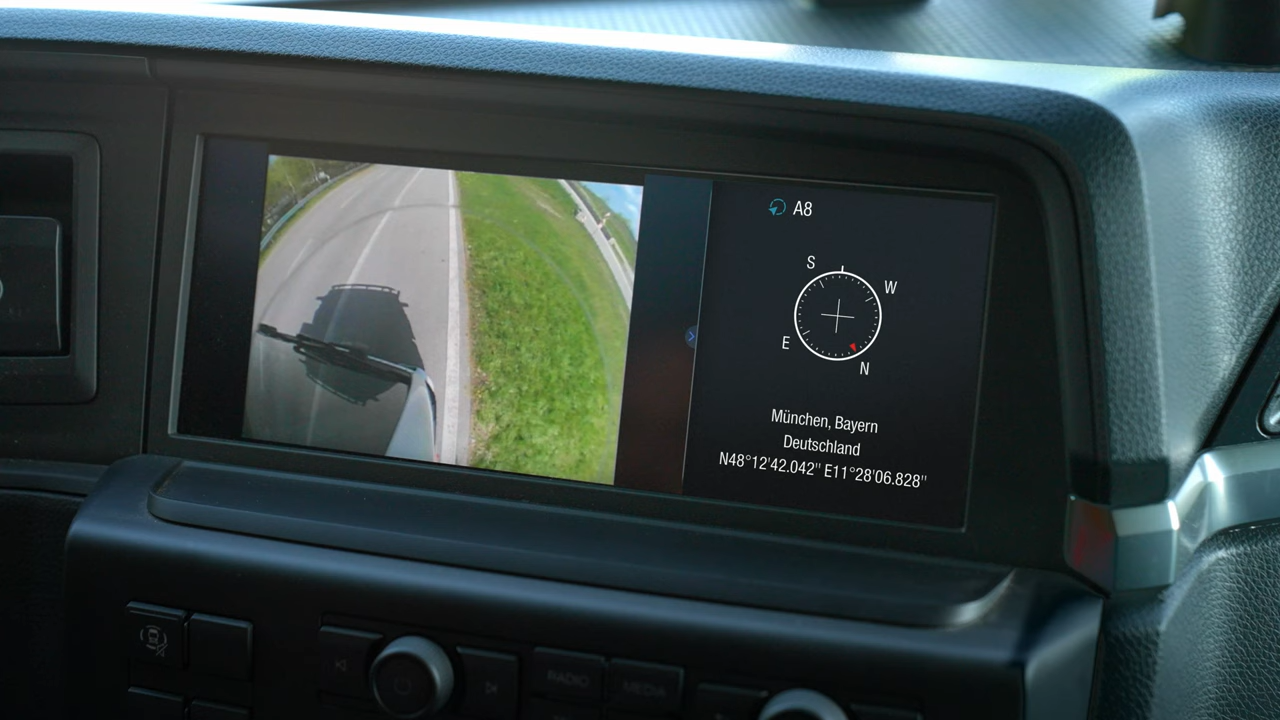 A8
S
W
E
N
München, Bayern
Deutschland
N48°12'42.042" E11°28'06.828"
RADIO
MEDIA